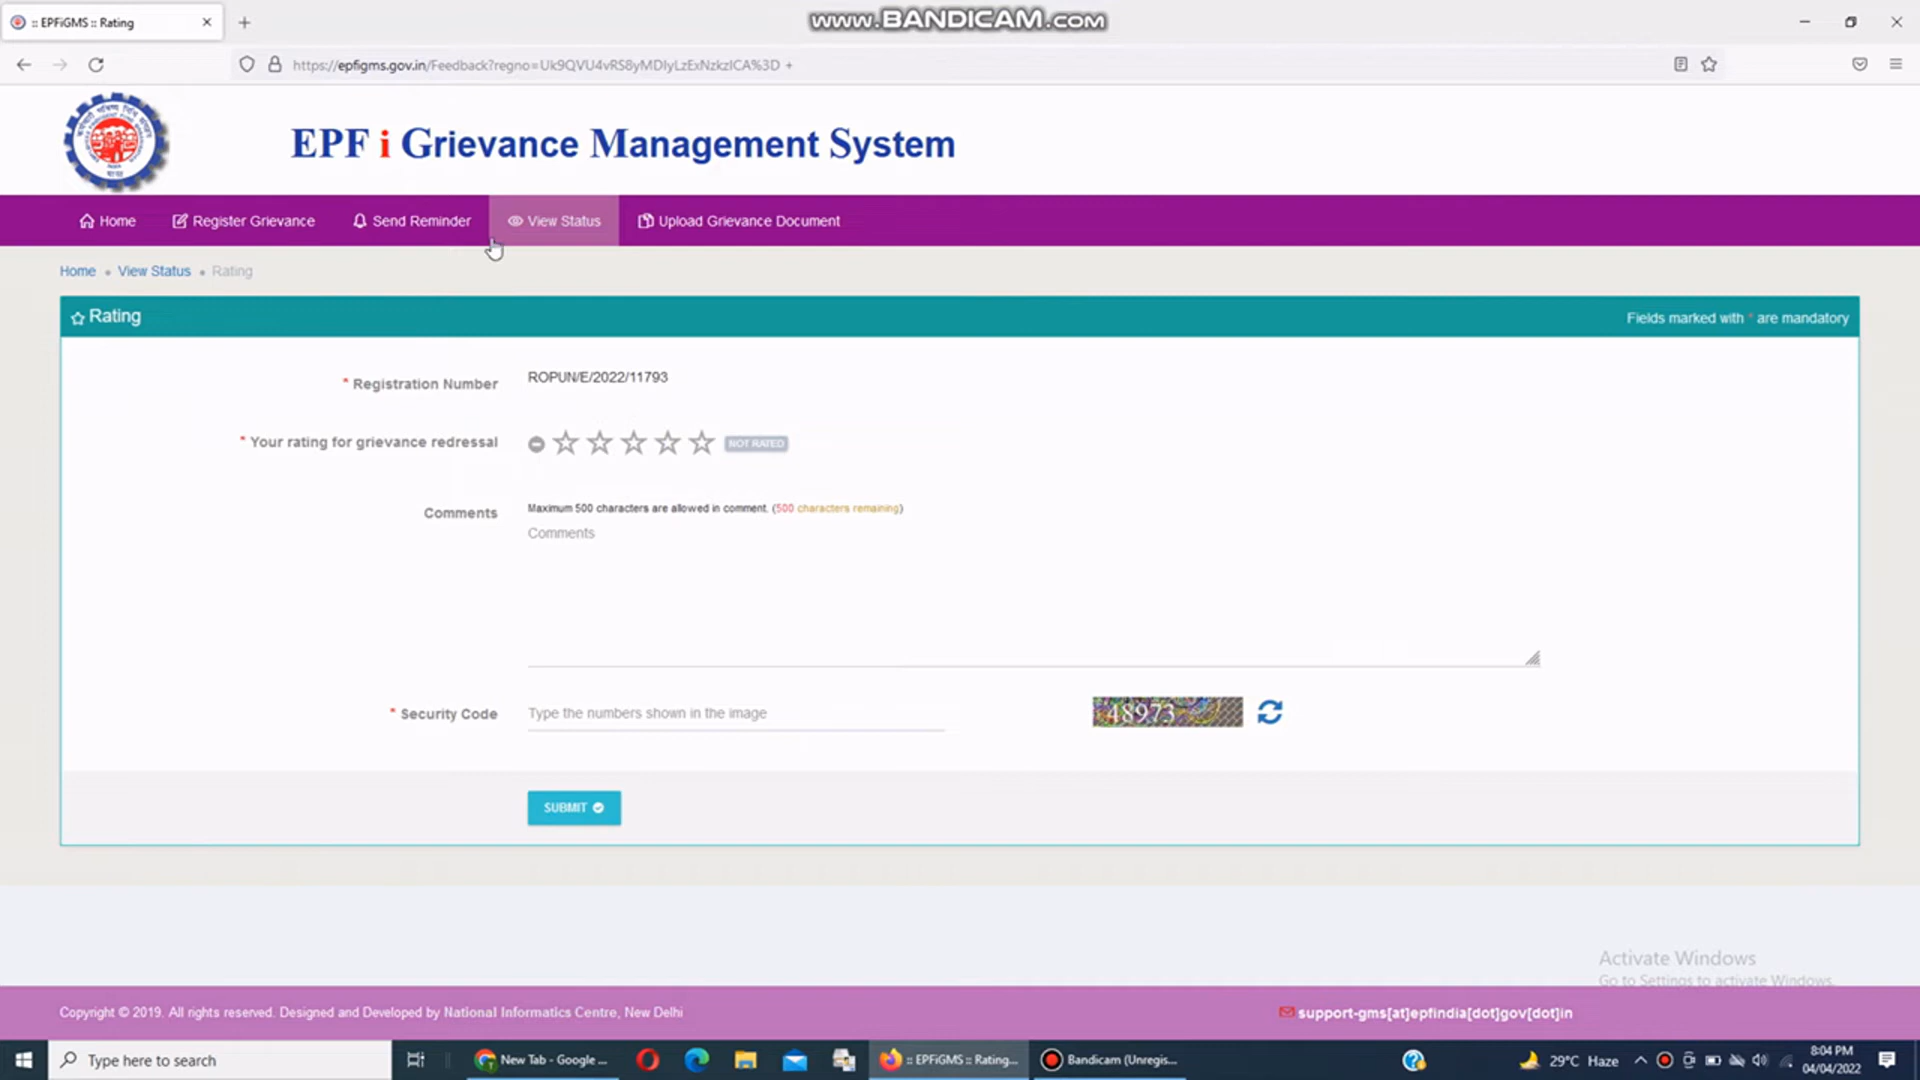 :: EPFiGMS :: Rating
www.BANDICAM.com
https://epfigms.gov.in/Feedback?regno=Uk9QVU4vRS8yMDIyLzExNzkzICA%3D +
EPF i Grievance Management System
Home
Register Grievance
Send Reminder
View Status
Upload Grievance Document
Home • View Status • Rating
Rating
Fields marked with * are mandatory
* Registration Number
ROPUN/E/2022/11793
* Your rating for grievance redressal
NOT RATED
Comments
Maximum 500 characters are allowed in comment. (500 characters remaining)
Comments
* Security Code
Type the numbers shown in the image
48973
SUBMIT
Activate Windows
Go to Settings to activate Windows.
Copyright © 2019. All rights reserved. Designed and Developed by National Informatics Centre, New Delhi
support-gms[at]epfindia[dot]gov[dot]in
Type here to search
New Tab - Google ...
:: EPFiGMS :: Rating...
Bandicam (Unregis...
29°C Haze
8:04 PM
04/04/2022